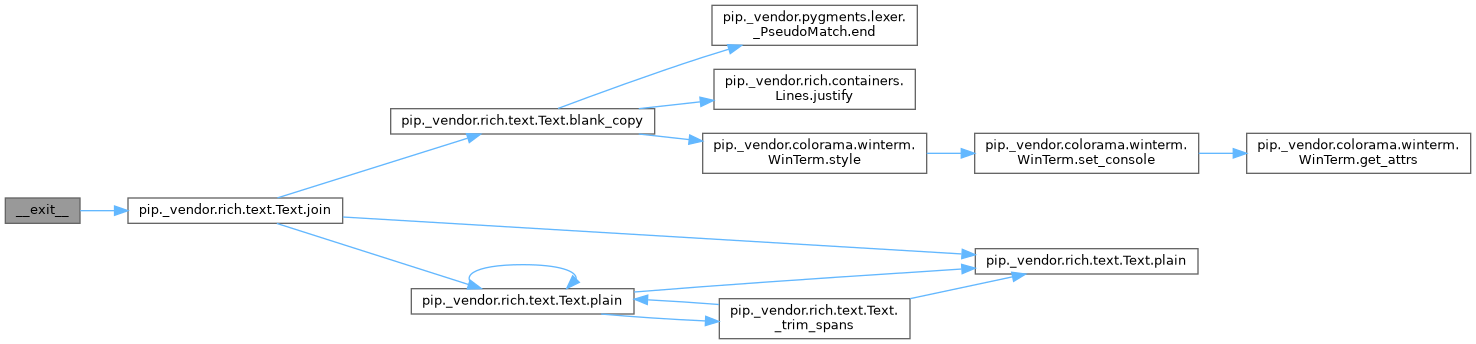 pip._vendor.pygments.lexer.
_PseudoMatch.end
pip._vendor.rich.containers.
Lines.justify
pip._vendor.rich.text.Text.blank_copy
pip._vendor.colorama.winterm.
WinTerm.style
pip._vendor.colorama.winterm.
WinTerm.set_console
pip._vendor.colorama.winterm.
WinTerm.get_attrs
__exit__
pip._vendor.rich.text.Text.join
pip._vendor.rich.text.Text.plain
pip._vendor.rich.text.Text.plain
pip._vendor.rich.text.Text.
_trim_spans